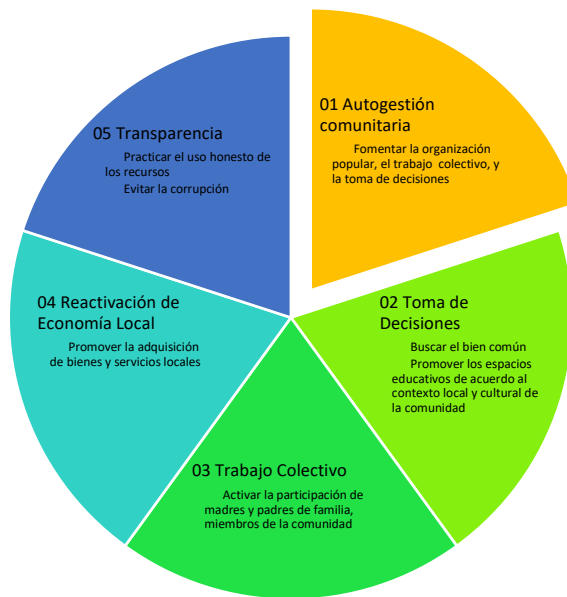 01 Autogestión
comunitaria
Fomentar la organización
popular, el trabajo colectivo, y
la toma de decisiones
02 Toma de
Decisiones
Buscar el bien común
Promover los espacios
educativos de acuerdo al
contexto local y cultural de
la comunidad
03 Trabajo Colectivo
Activar la participación de
madres y padres de familia,
miembros de la comunidad
04 Reactivación de
Economía Local
Promover la adquisición
de bienes y servicios locales
05 Transparencia
Practicar el uso honesto de
los recursos
Evitar la corrupción